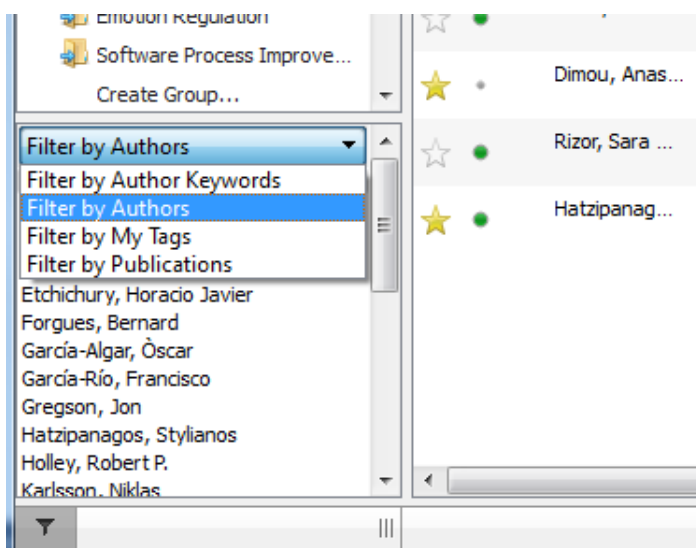 Emotion Regulation
Software Process Improve...
Create Group...
Filter by Authors
Filter by Author Keywords
Filter by Authors
Filter by My Tags
Filter by Publications
Etchichury, Horacio Javier
Forgues, Bernard
García-Algar, Òscar
García-Río, Francisco
Gregson, Jon
Hatzipanagos, Stylianos
Holley, Robert P.
Karlsson, Niklas
Dimou, Anas...
Rizor, Sara ...
Hatzipanag...